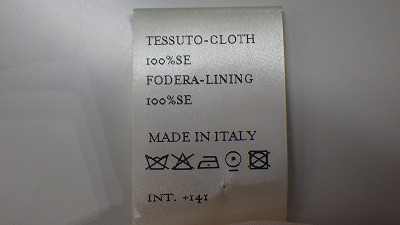 TESSUTO-CLOTH
100%SE
FODERA-LINING
100%SE
MADE IN ITALY
INT. +141